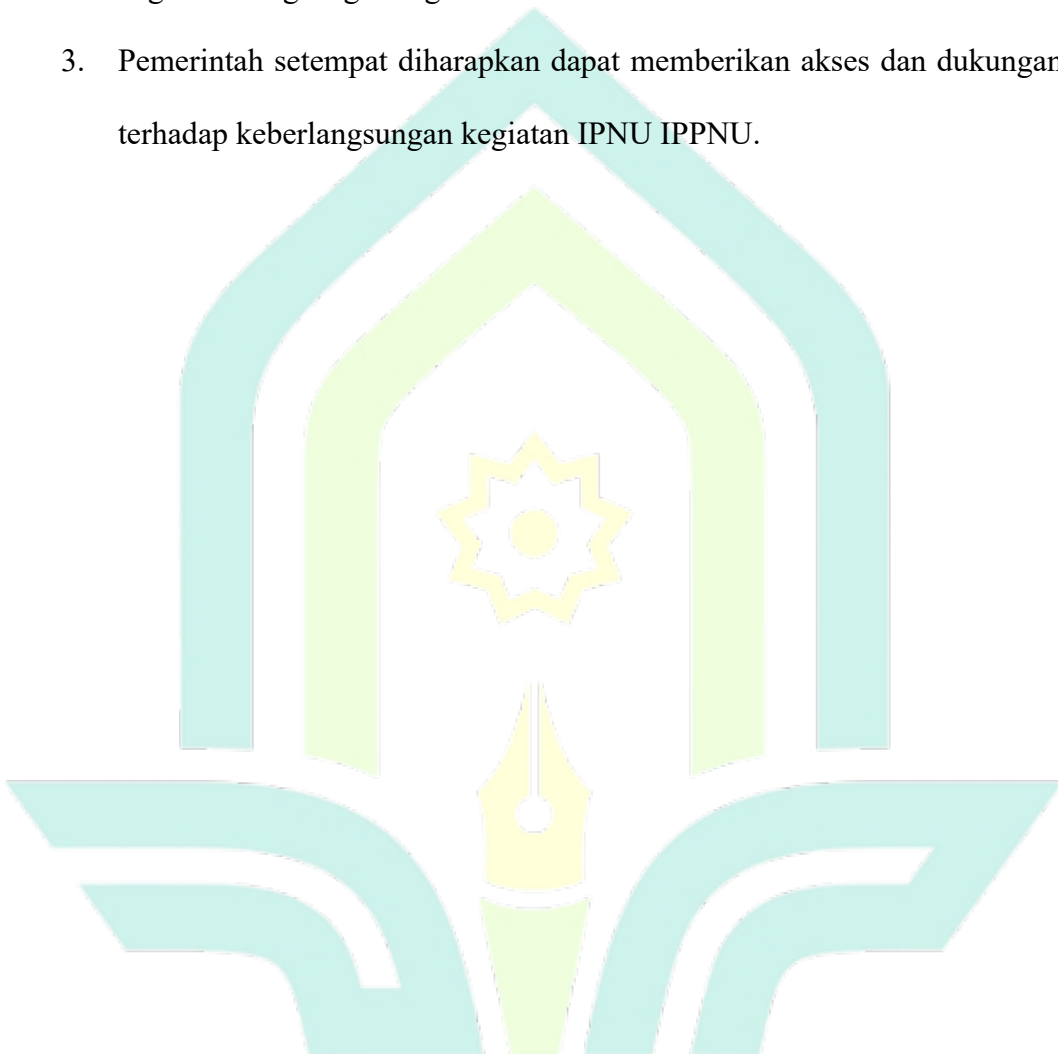 3. Pemerintah setempat diharapkan dapat memberikan akses dan dukungan
terhadap keberlangsungan kegiatan IPNU IPPNU.